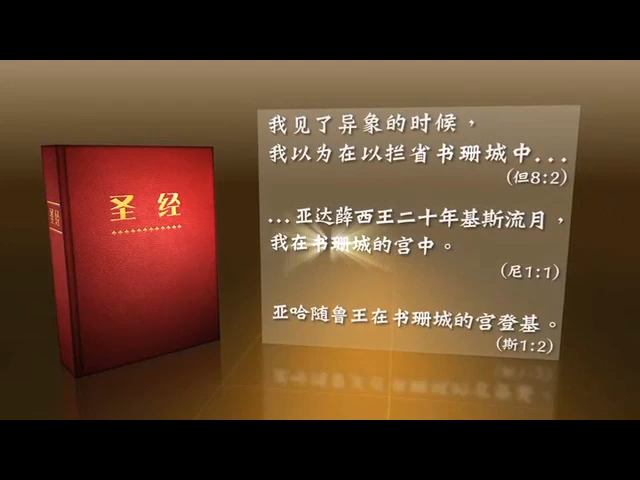 圣经
圣经
我见了异象的时候，
我以为在以拦省书珊城中...
(但8:2)
...亚达薛西王二十年基斯流月，
我在书珊城的宫中。
(尼1:1)
亚哈随鲁王在书珊城的宫登基。
(斯1:2)